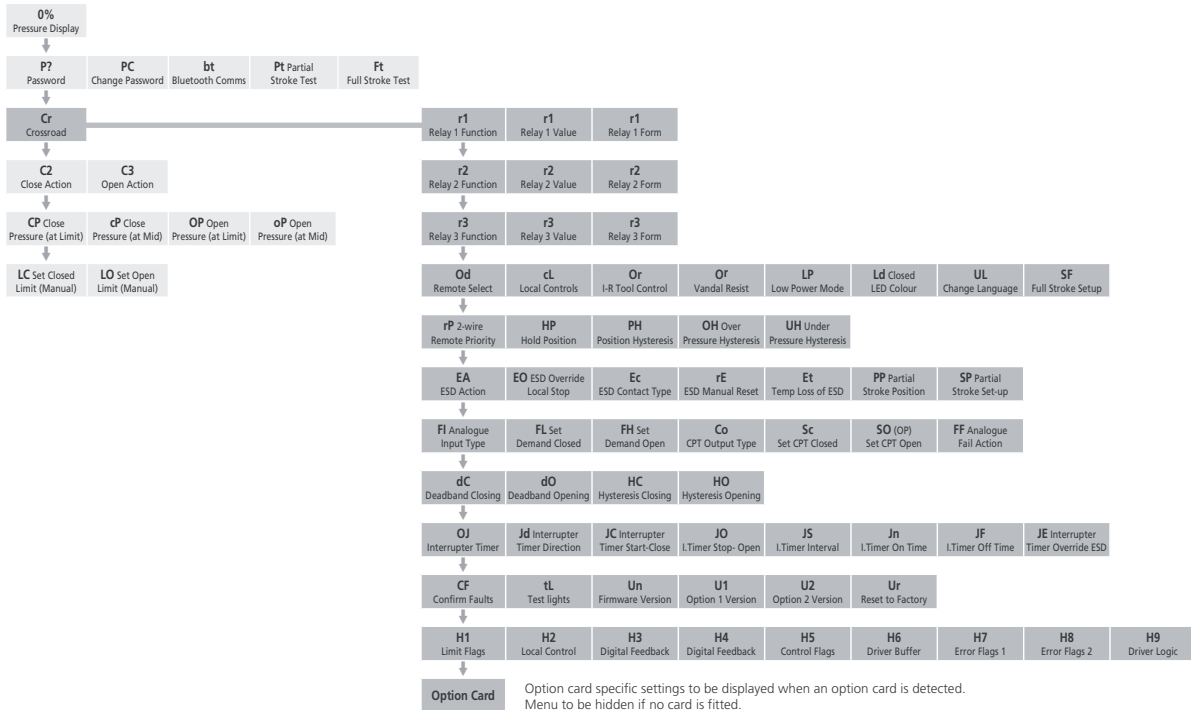 0%
Pressure Display
P?
Password
PC
Change Password
bt
Bluetooth Comms
Pt Partial
Stroke Test
Ft
Full Stroke Test
Cr
Crossroad
r1
Relay 1 Function
r1
Relay 1 Value
r1
Relay 1 Form
C2
Close Action
C3
Open Action
r2
Relay 2 Function
r2
Relay 2 Value
r2
Relay 2 Form
CP Close
Pressure (at Limit)
cP Close
Pressure (at Mid)
OP Open
Pressure (at Limit)
oP Open
Pressure (at Mid)
r3
Relay 3 Function
r3
Relay 3 Value
r3
Relay 3 Form
LC Set Closed
Limit (Manual)
LO Set Open
Limit (Manual)
Od
Remote Select
cL
Local Controls
Or
I-R Tool Control
Or
Vandal Resist
LP
Low Power Mode
Ld Closed
LED Colour
UL
Change Language
SF
Full Stroke Setup
rP 2-wire
Remote Priority
HP
Hold Position
PH
Position Hysteresis
OH Over
Pressure Hysteresis
UH Under
Pressure Hysteresis
EA
ESD Action
EO ESD Override
Local Stop
Ec
ESD Contact Type
rE
ESD Manual Reset
Et
Temp Loss of ESD
PP Partial
Stroke Position
SP Partial
Stroke Set-up
FI Analogue
Input Type
FL Set
Demand Closed
FH Set
Demand Open
Co
CPT Output Type
Sc
Set CPT Closed
SO (OP)
Set CPT Open
FF Analogue
Fail Action
dC
Deadband Closing
dO
Deadband Opening
HC
Hysteresis Closing
HO
Hysteresis Opening
OJ
Interrupter Timer
Jd Interrupter
Timer Direction
JC Interrupter
Timer Start-Close
JO
I.Timer Stop- Open
JS
I.Timer Interval
Jn
I.Timer On Time
JF
I.Timer Off Time
JE Interrupter
Timer Override ESD
CF
Confirm Faults
tL
Test lights
Un
Firmware Version
U1
Option 1 Version
U2
Option 2 Version
Ur
Reset to Factory
H1
Limit Flags
H2
Local Control
H3
Digital Feedback
H4
Digital Feedback
H5
Control Flags
H6
Driver Buffer
H7
Error Flags 1
H8
Error Flags 2
H9
Driver Logic
Option Card
Option card specific settings to be displayed when an option card is detected.
Menu to be hidden if no card is fitted.